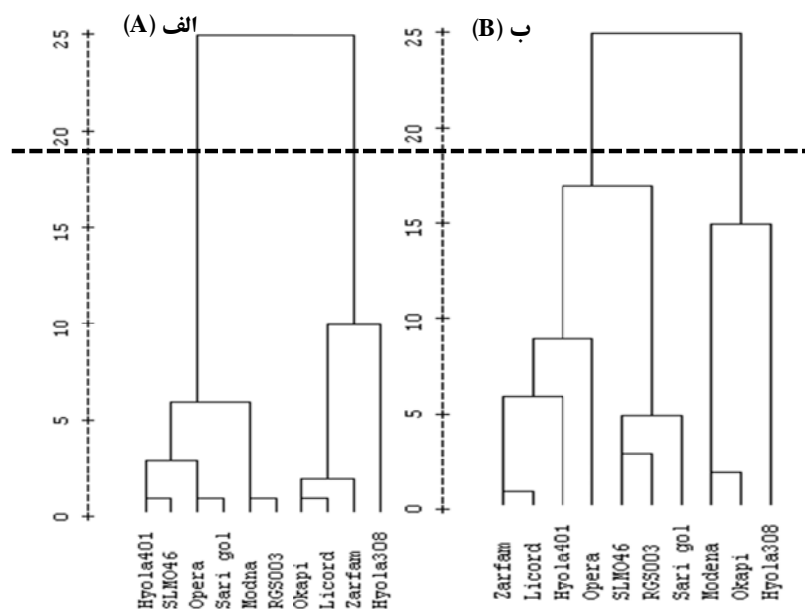 الف (A)
25
20
15
10
5
0
Hyola401
SLM046
Opera
Sari gol
Modna
RGS003
Okapi
Licord
Zarfam
Hyola308
ب (B)
25
20
15
10
5
0
Zarfam
Licord
Hyola401
Opera
SLM046
RGS003
Sari gol
Modena
Okapi
Hyola308